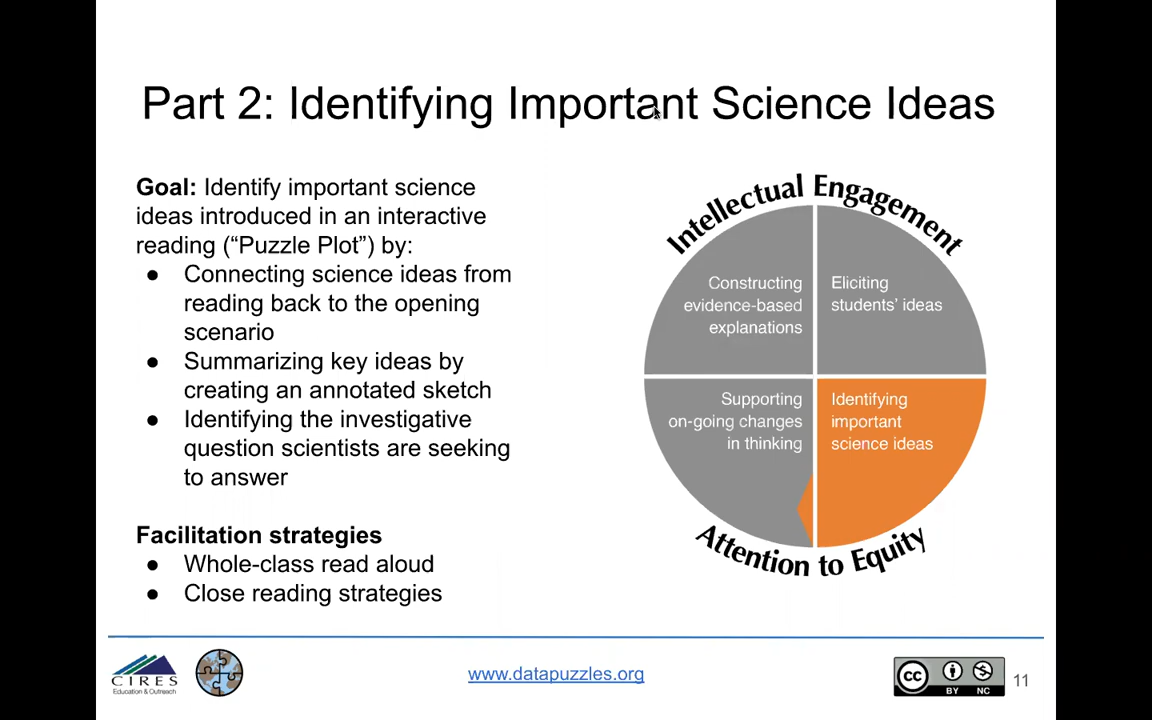 Part 2: Identifying Important Science Ideas
Goal: Identify important science
ideas introduced in an interactive
reading (“Puzzle Plot”) by:
● Connecting science ideas from
reading back to the opening
scenario
● Summarizing key ideas by
creating an annotated sketch
● Identifying the investigative
question scientists are seeking
to answer
Facilitation strategies
● Whole-class read aloud
● Close reading strategies
Intellectual Engagement
Constructing
evidence-based
explanations
Eliciting
students’ ideas
Supporting
on-going changes
in thinking
Identifying
important
science ideas
Attention to Equity
CIRES
Education & Outreach
www.datapuzzles.org
cc
BY NC
11